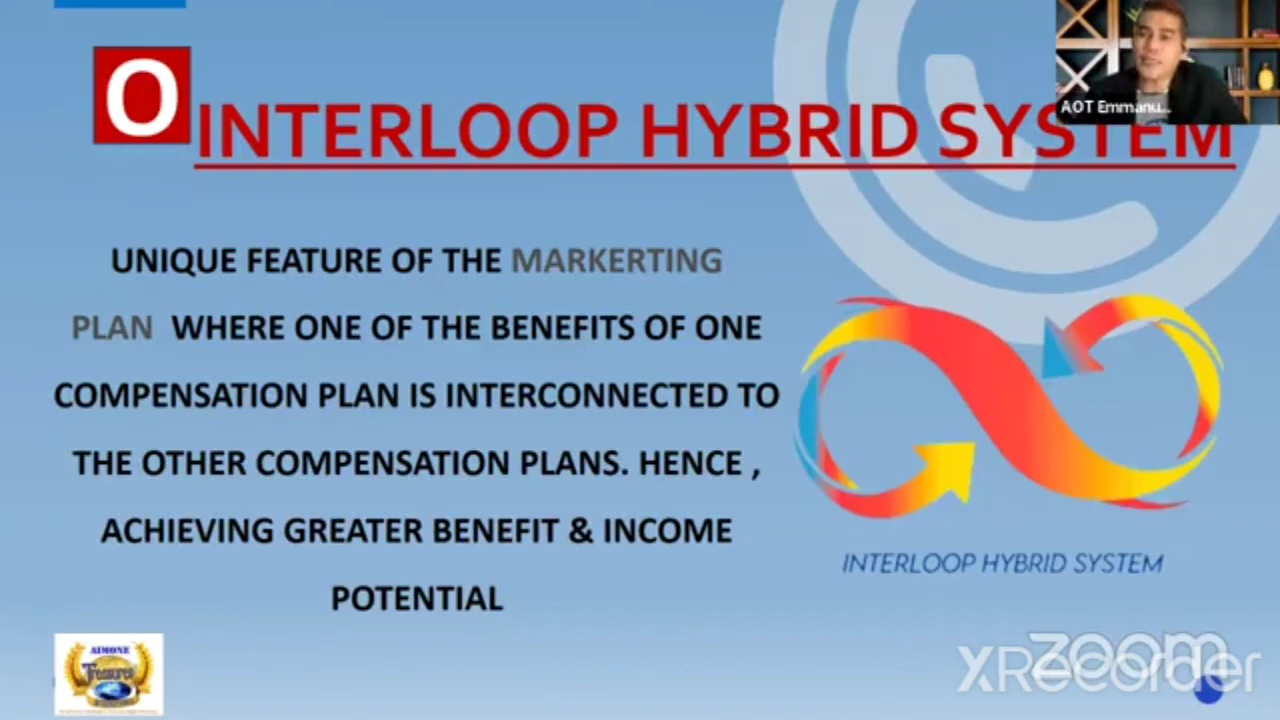 O
INTERLOOP HYBRID SYSTEM
AOT Emmanu...
UNIQUE FEATURE OF THE MARKERTING
PLAN WHERE ONE OF THE BENEFITS OF ONE
COMPENSATION PLAN IS INTERCONNECTED TO
THE OTHER COMPENSATION PLANS. HENCE ,
ACHIEVING GREATER BENEFIT & INCOME
POTENTIAL
INTERLOOP HYBRID SYSTEM
AIMONE
Treasures
zoom
XRecorder